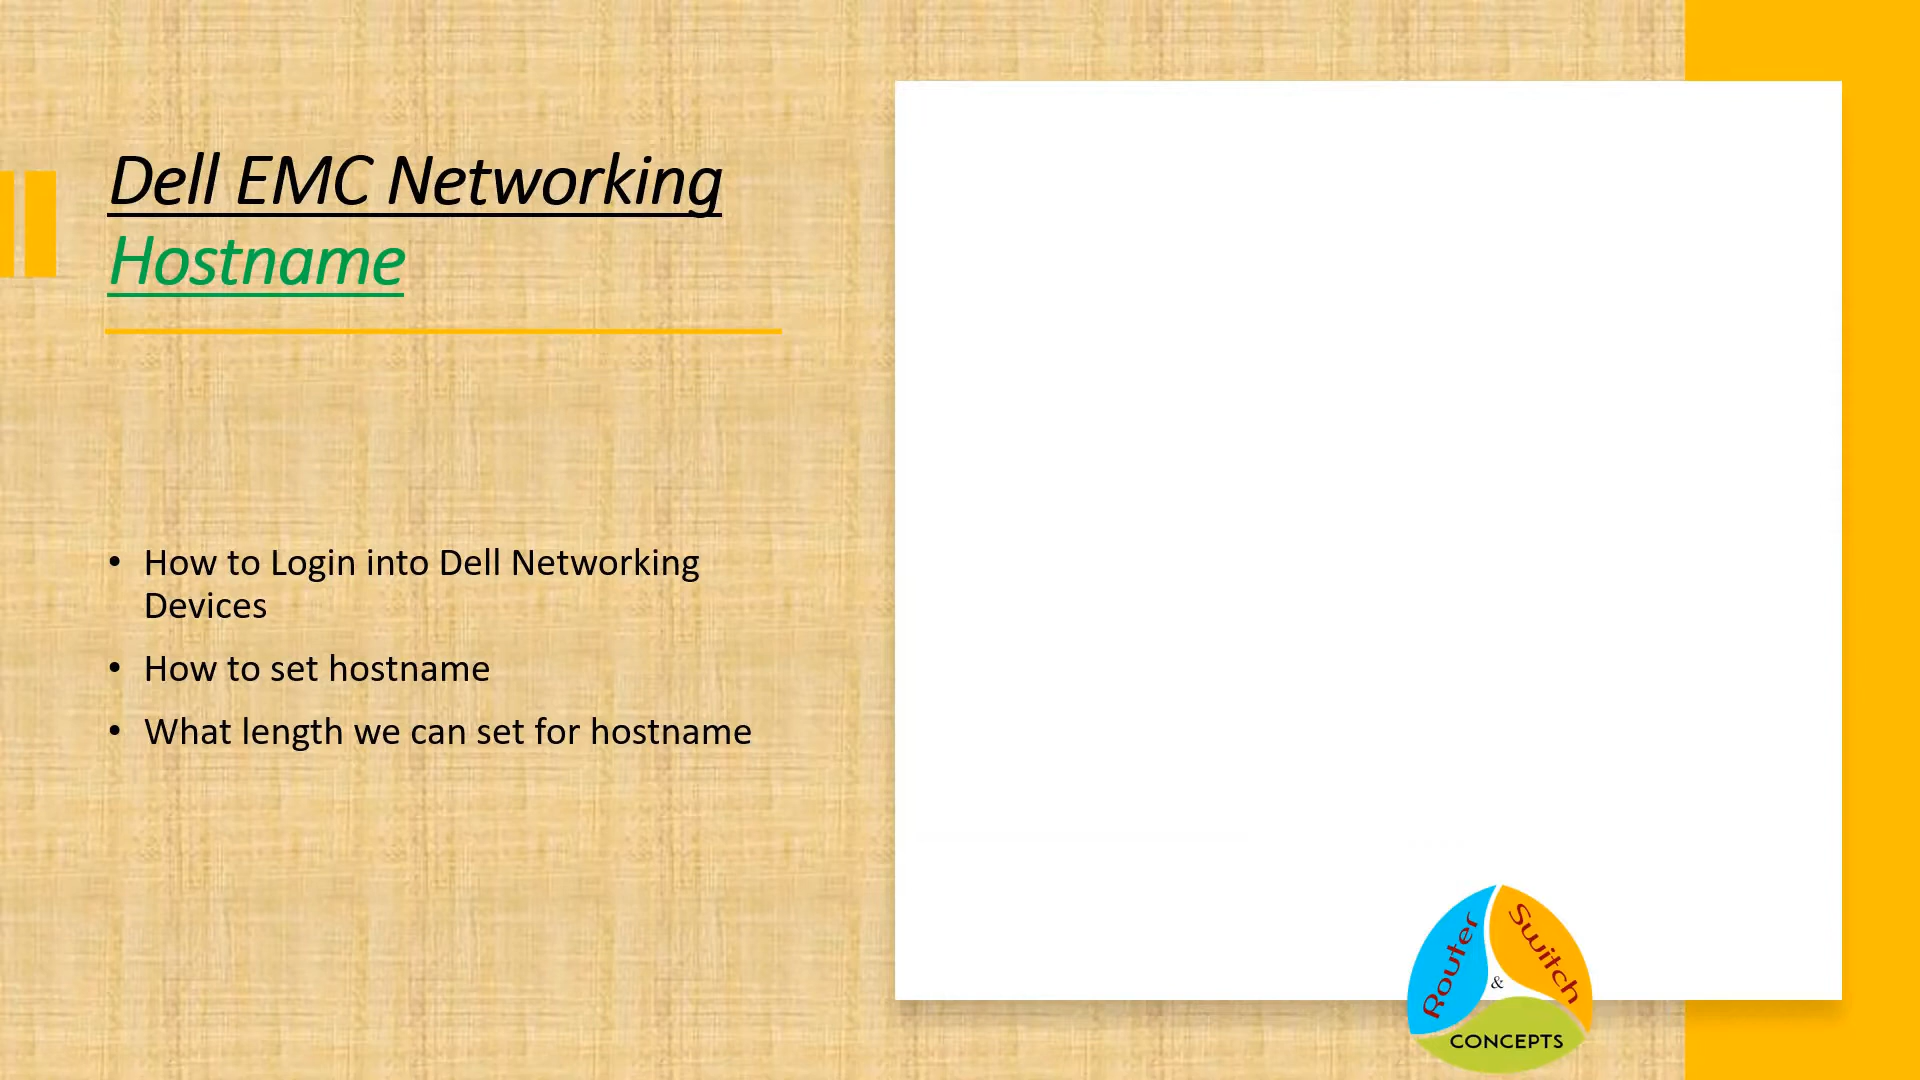 Dell EMC Networking
Hostname
• How to Login into Dell Networking
Devices
• How to set hostname
• What length we can set for hostname
Router
&
Switch
CONCEPTS